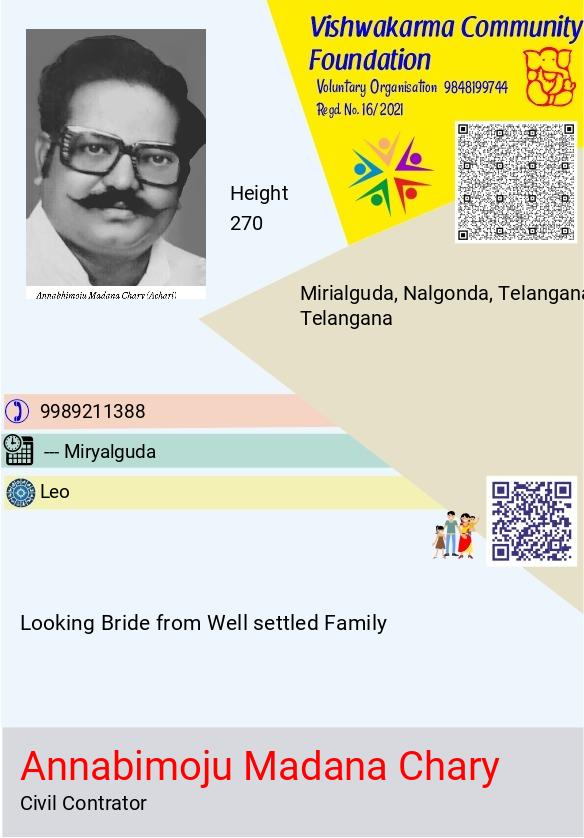 Vishwakarma Community
Foundation
Voluntary Organisation 9848199744
Regd No. 16/2021
Height
270
Annabhimoju Madana Chary (Achari)
Mirialguda, Nalgonda, Telangana
Telangana
9989211388
--- Miryalguda
Leo
Looking Bride from Well settled Family
Annabimoju Madana Chary
Civil Contrator